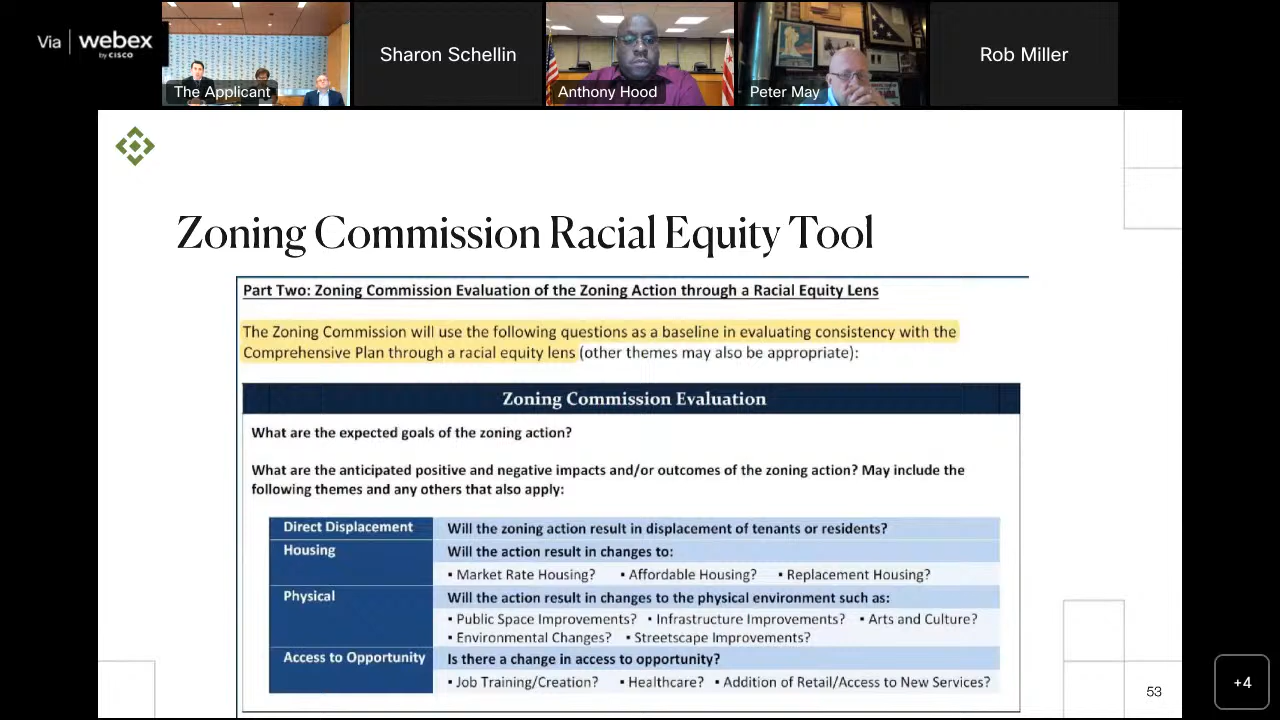 Via | webex
by CISCO
The Applicant
Sharon Schellin
Anthony Hood
Peter May
Rob Miller
Zoning Commission Racial Equity Tool
Part Two: Zoning Commission Evaluation of the Zoning Action through a Racial Equity Lens
The Zoning Commission will use the following questions as a baseline in evaluating consistency with the
Comprehensive Plan through a racial equity lens (other themes may also be appropriate):
Zoning Commission Evaluation
What are the expected goals of the zoning action?
What are the anticipated positive and negative impacts and/or outcomes of the zoning action? May include the
following themes and any others that also apply:
Direct Displacement Will the zoning action result in displacement of tenants or residents?
Housing Will the action result in changes to:
▪ Market Rate Housing? ▪ Affordable Housing? ▪ Replacement Housing?
Physical Will the action result in changes to the physical environment such as:
▪ Public Space Improvements? ▪ Infrastructure Improvements? ▪ Arts and Culture?
▪ Environmental Changes? ▪ Streetscape Improvements?
Access to Opportunity Is there a change in access to opportunity?
▪ Job Training/Creation? ▪ Healthcare? ▪ Addition of Retail/Access to New Services?
53
+4